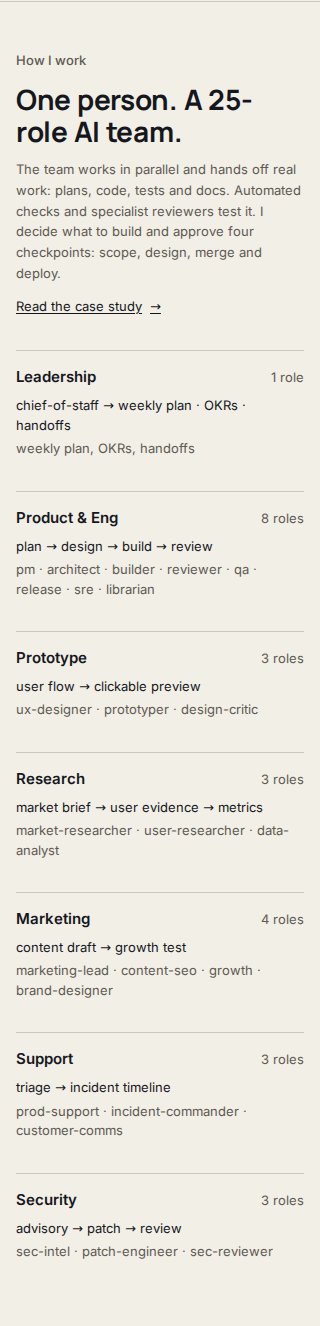 How I work
One person. A 25-
role AI team.
The team works in parallel and hands off real
work: plans, code, tests and docs. Automated
checks and specialist reviewers test it. I
decide what to build and approve four
checkpoints: scope, design, merge and
deploy.
Read the case study →
Leadership 1 role
chief-of-staff → weekly plan · OKRs ·
handoffs
weekly plan, OKRs, handoffs
Product & Eng 8 roles
plan → design → build → review
pm · architect · builder · reviewer · qa ·
release · sre · librarian
Prototype 3 roles
user flow → clickable preview
ux-designer · prototyper · design-critic
Research 3 roles
market brief → user evidence → metrics
market-researcher · user-researcher · data-
analyst
Marketing 4 roles
content draft → growth test
marketing-lead · content-seo · growth ·
brand-designer
Support 3 roles
triage → incident timeline
prod-support · incident-commander ·
customer-comms
Security 3 roles
advisory → patch → review
sec-intel · patch-engineer · sec-reviewer